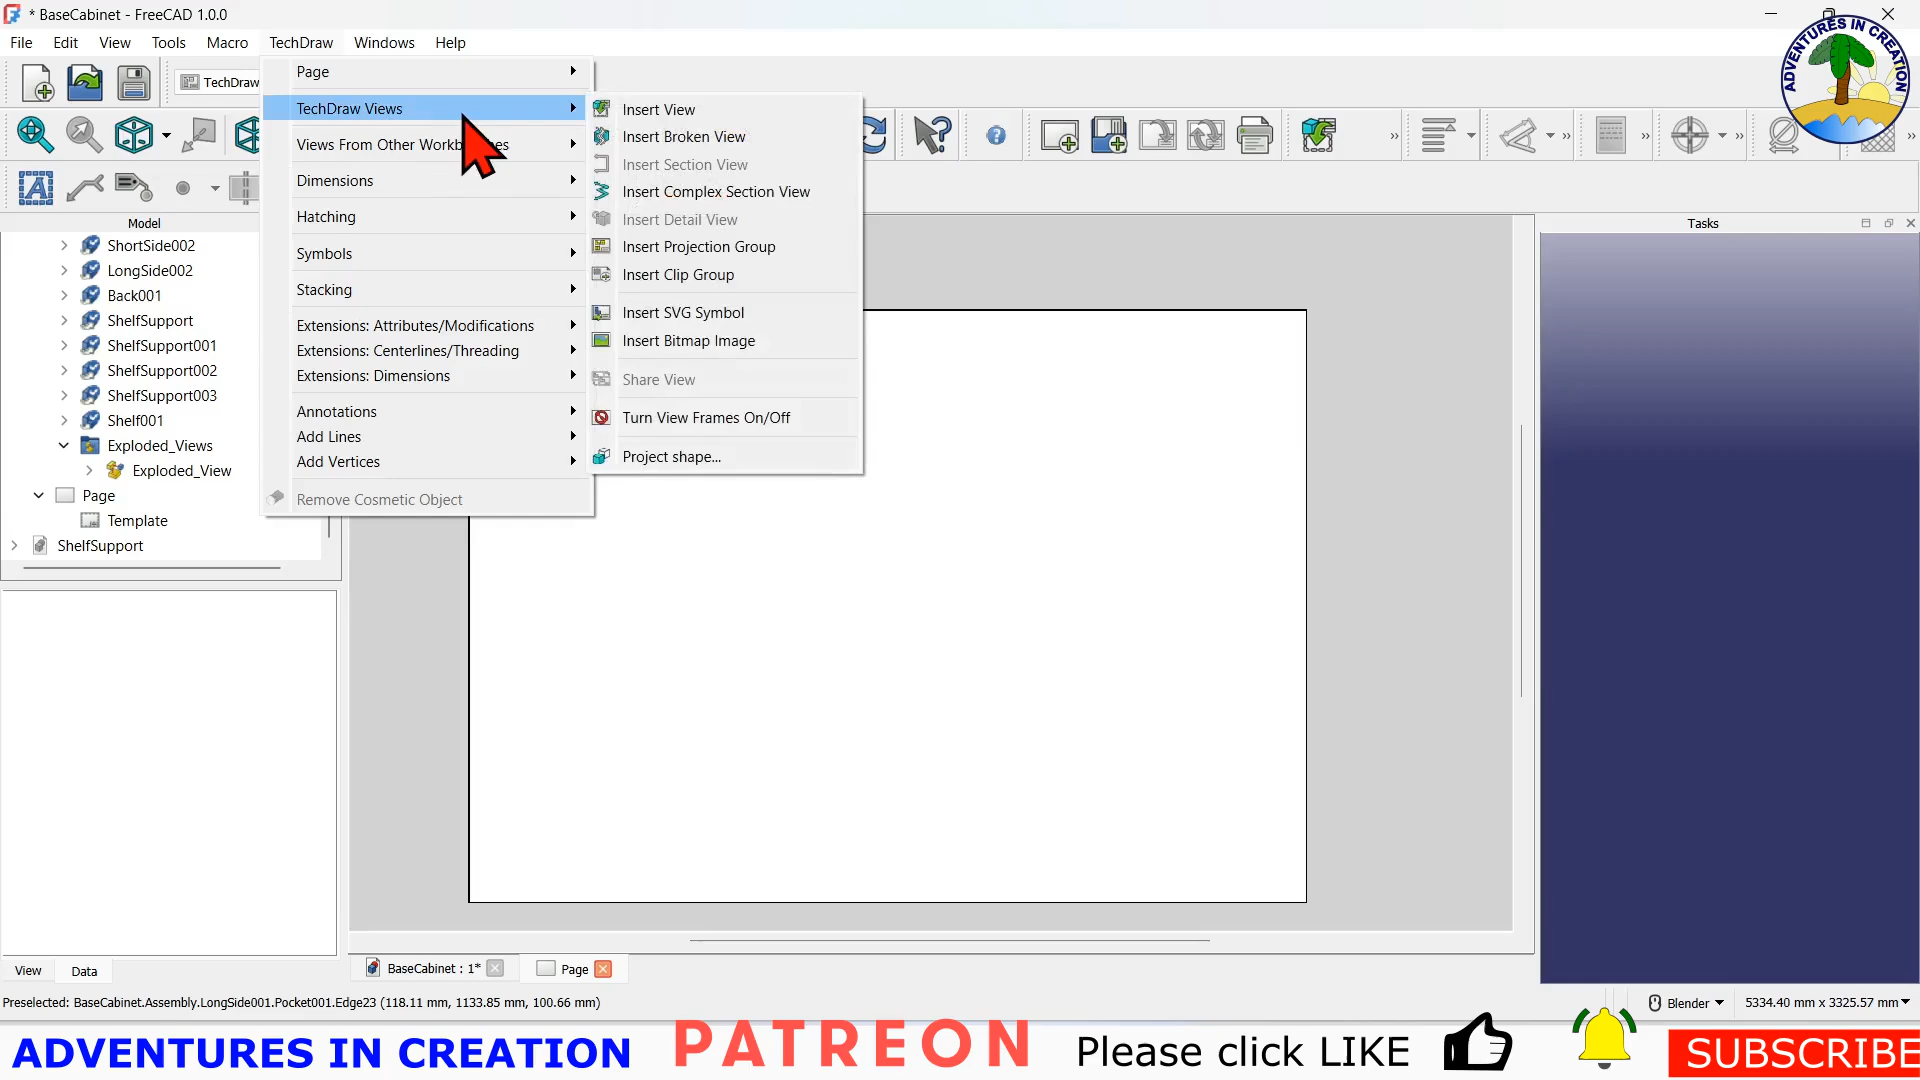 * BaseCabinet - FreeCAD 1.0.0
File Edit View Tools Macro TechDraw Windows Help
ADVENTURES IN CREATION
TechDraw
Page
TechDraw Views
Views From Other Workb es
Dimensions
Hatching
Symbols
Stacking
Extensions: Attributes/Modifications
Extensions: Centerlines/Threading
Extensions: Dimensions
Annotations
Add Lines
Add Vertices
Remove Cosmetic Object
Insert View
Insert Broken View
Insert Section View
Insert Complex Section View
Insert Detail View
Insert Projection Group
Insert Clip Group
Insert SVG Symbol
Insert Bitmap Image
Share View
Turn View Frames On/Off
Project shape...
Model
ShortSide002
LongSide002
Back001
ShelfSupport
ShelfSupport001
ShelfSupport002
ShelfSupport003
Shelf001
Exploded_Views
Exploded_View
Page
Template
ShelfSupport
Tasks
View Data
BaseCabinet : 1*
Page
Preselected: BaseCabinet.Assembly.LongSide001.Pocket001.Edge23 (118.11 mm, 1133.85 mm, 100.66 mm)
Blender
5334.40 mm x 3325.57 mm
ADVENTURES IN CREATION
PATREON
Please click LIKE
SUBSCRIBE